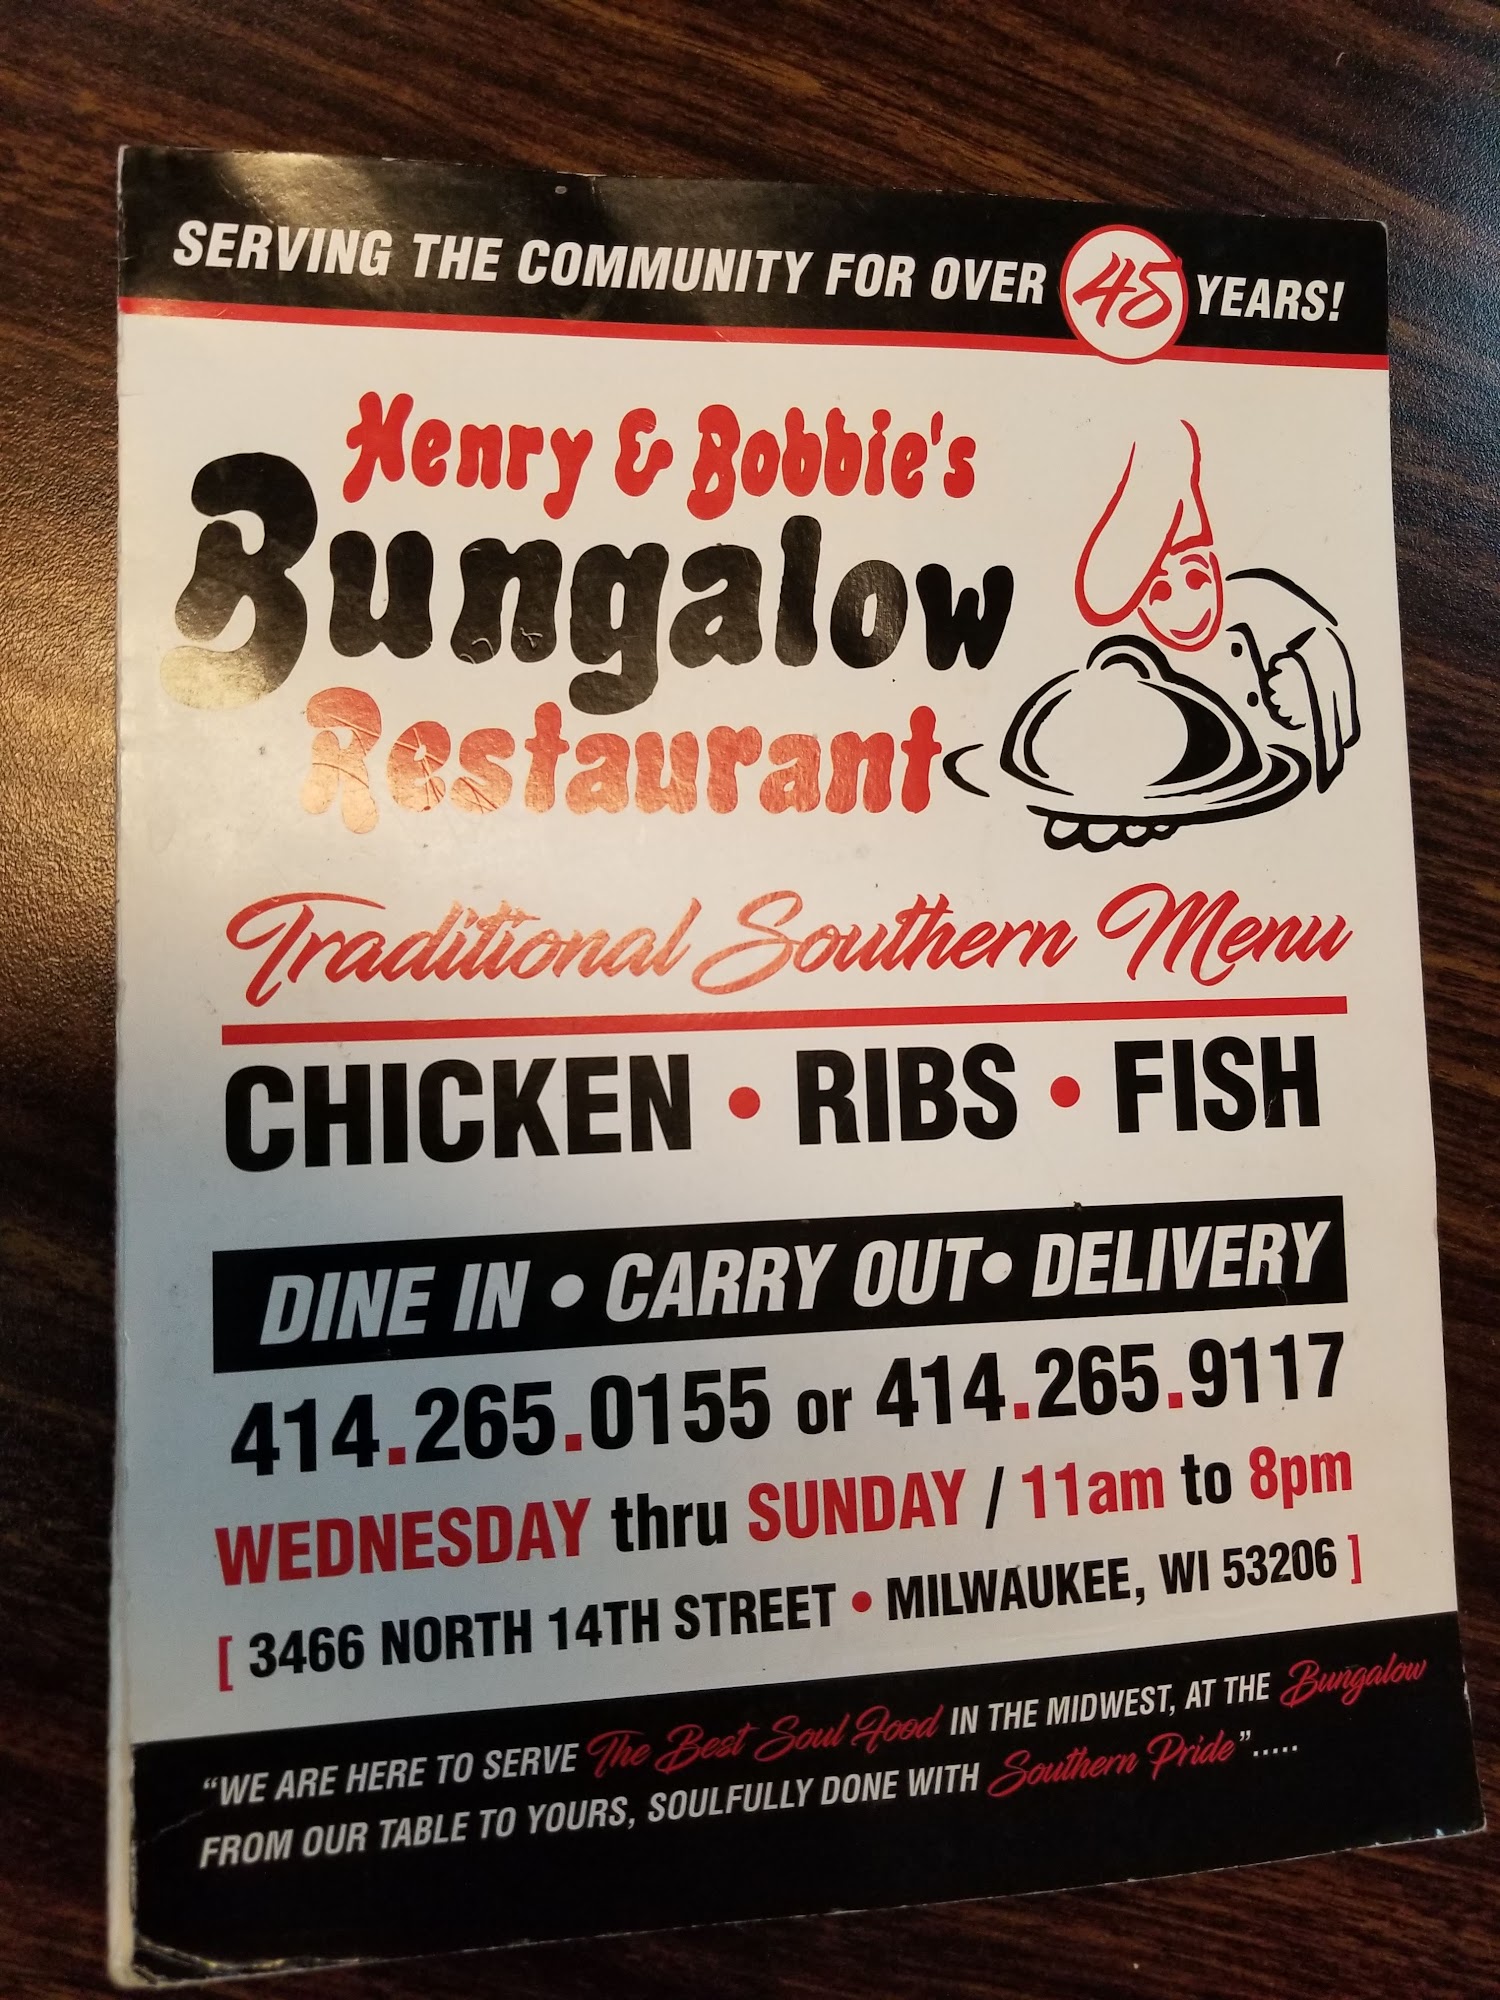 SERVING THE COMMUNITY FOR OVER 45 YEARS!
Henry & Bobbie's
Bungalow
Restaurant
Traditional Southern Menu
CHICKEN • RIBS • FISH
DINE IN • CARRY OUT• DELIVERY
414.265.0155 or 414.265.9117
WEDNESDAY thru SUNDAY / 11am to 8pm
[ 3466 NORTH 14TH STREET • MILWAUKEE, WI 53206 ]
“WE ARE HERE TO SERVE The Best Soul Food IN THE MIDWEST, AT THE Bungalow
FROM OUR TABLE TO YOURS, SOULFULLY DONE WITH Southern Pride”.....